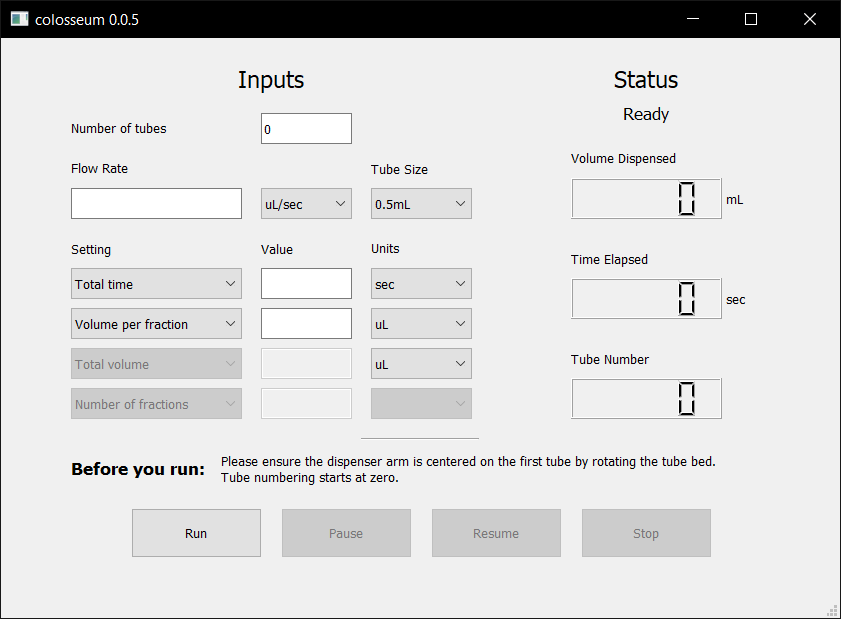 colosseum 0.0.5
Inputs
Status
Ready
Number of tubes
0
Flow Rate
Tube Size
uL/sec
0.5mL
Setting
Value
Units
Total time
sec
Volume per fraction
uL
Total volume
uL
Number of fractions
Volume Dispensed
0
mL
Time Elapsed
0
sec
Tube Number
0
Before you run:
Please ensure the dispenser arm is centered on the first tube by rotating the tube bed.
Tube numbering starts at zero.
Run
Pause
Resume
Stop